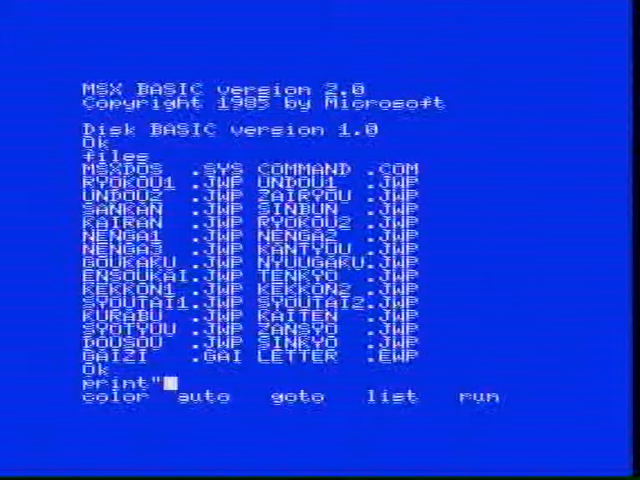 MSX BASIC version 2.0
Copyright 1985 by Microsoft
Disk BASIC version 1.0
Ok
files
MSXDOS  .SYS COMMAND .COM
RYOKOU1 .JWP UNDOU1  .JWP
UNDOU2  .JWP ZAIRYOU .JWP
SANKAN  .JWP SINBUN  .JWP
KAIRAN  .JWP RYOKOU2 .JWP
NENGA1  .JWP NENGA2  .JWP
NENGA3  .JWP KANTYOU .JWP
GOUKAKU .JWP NYUUGAKU.JWP
ENSOUKAI.JWP TENKYO  .JWP
KEKKON1 .JWP KEKKON2 .JWP
SYOUTAI1.JWP SYOUTAI2.JWP
KURABU  .JWP KAITEN  .JWP
SYOTYOU .JWP ZANSYO  .JWP
DOUSOU  .JWP SINKYO  .JWP
GAIZI   .GAI LETTER  .EWP
Ok
print"
color auto goto list run